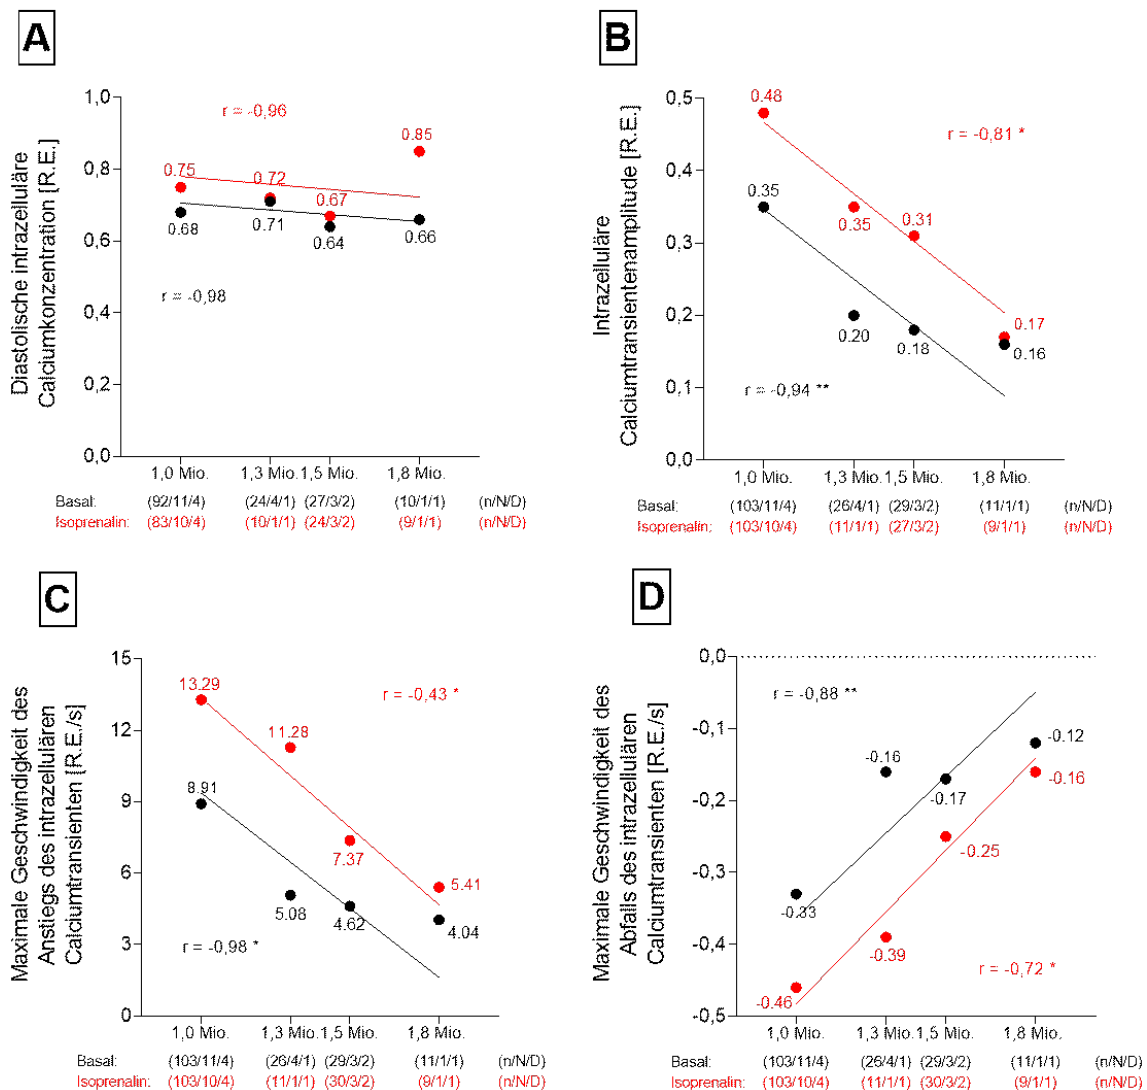 A
Diastolische intrazelluläre
Calciumkonzentration [R.E.]
1,0
0,8
0,6
0,4
0,2
0,0
r = -0,96
0.75
0.72
0.67
0.85
0.68
0.71
0.64
0.66
r = -0,98
1,0 Mio. 1,3 Mio. 1,5 Mio. 1,8 Mio.
Basal: (92/11/4) (24/4/1) (27/3/2) (10/1/1) (n/N/D)
Isoprenalin: (83/10/4) (10/1/1) (24/3/2) (9/1/1) (n/N/D)
B
Intrazelluläre
Calciumtransientenamplitude [R.E.]
0,5
0,4
0,3
0,2
0,1
0,0
0.48
r = -0,81 *
0.35
0.35
0.31
0.20
0.18
0.17
0.16
r = -0,94 **
1,0 Mio. 1,3 Mio. 1,5 Mio. 1,8 Mio.
Basal: (103/11/4) (26/4/1) (29/3/2) (11/1/1) (n/N/D)
Isoprenalin: (103/10/4) (11/1/1) (27/3/2) (9/1/1) (n/N/D)
C
Maximale Geschwindigkeit des
Anstiegs des intrazellulären
Calciumtransienten [R.E./s]
15
12
9
6
3
0
13.29
r = -0,43 *
11.28
8.91
7.37
5.41
5.08
4.62
4.04
r = -0,98 *
1,0 Mio. 1,3 Mio. 1,5 Mio. 1,8 Mio.
Basal: (103/11/4) (26/4/1) (29/3/2) (11/1/1) (n/N/D)
Isoprenalin: (103/10/4) (11/1/1) (30/3/2) (9/1/1) (n/N/D)
D
Maximale Geschwindigkeit des
Abfalls des intrazellulären
Calciumtransienten [R.E./s]
0,0
-0,1
-0,2
-0,3
-0,4
-0,5
r = -0,88 **
-0.16
-0.12
-0.17
-0.16
-0.33
-0.25
-0.39
-0.46
r = -0,72 *
1,0 Mio. 1,3 Mio. 1,5 Mio. 1,8 Mio.
Basal: (103/11/4) (26/4/1) (29/3/2) (11/1/1) (n/N/D)
Isoprenalin: (103/10/4) (11/1/1) (30/3/2) (9/1/1) (n/N/D)